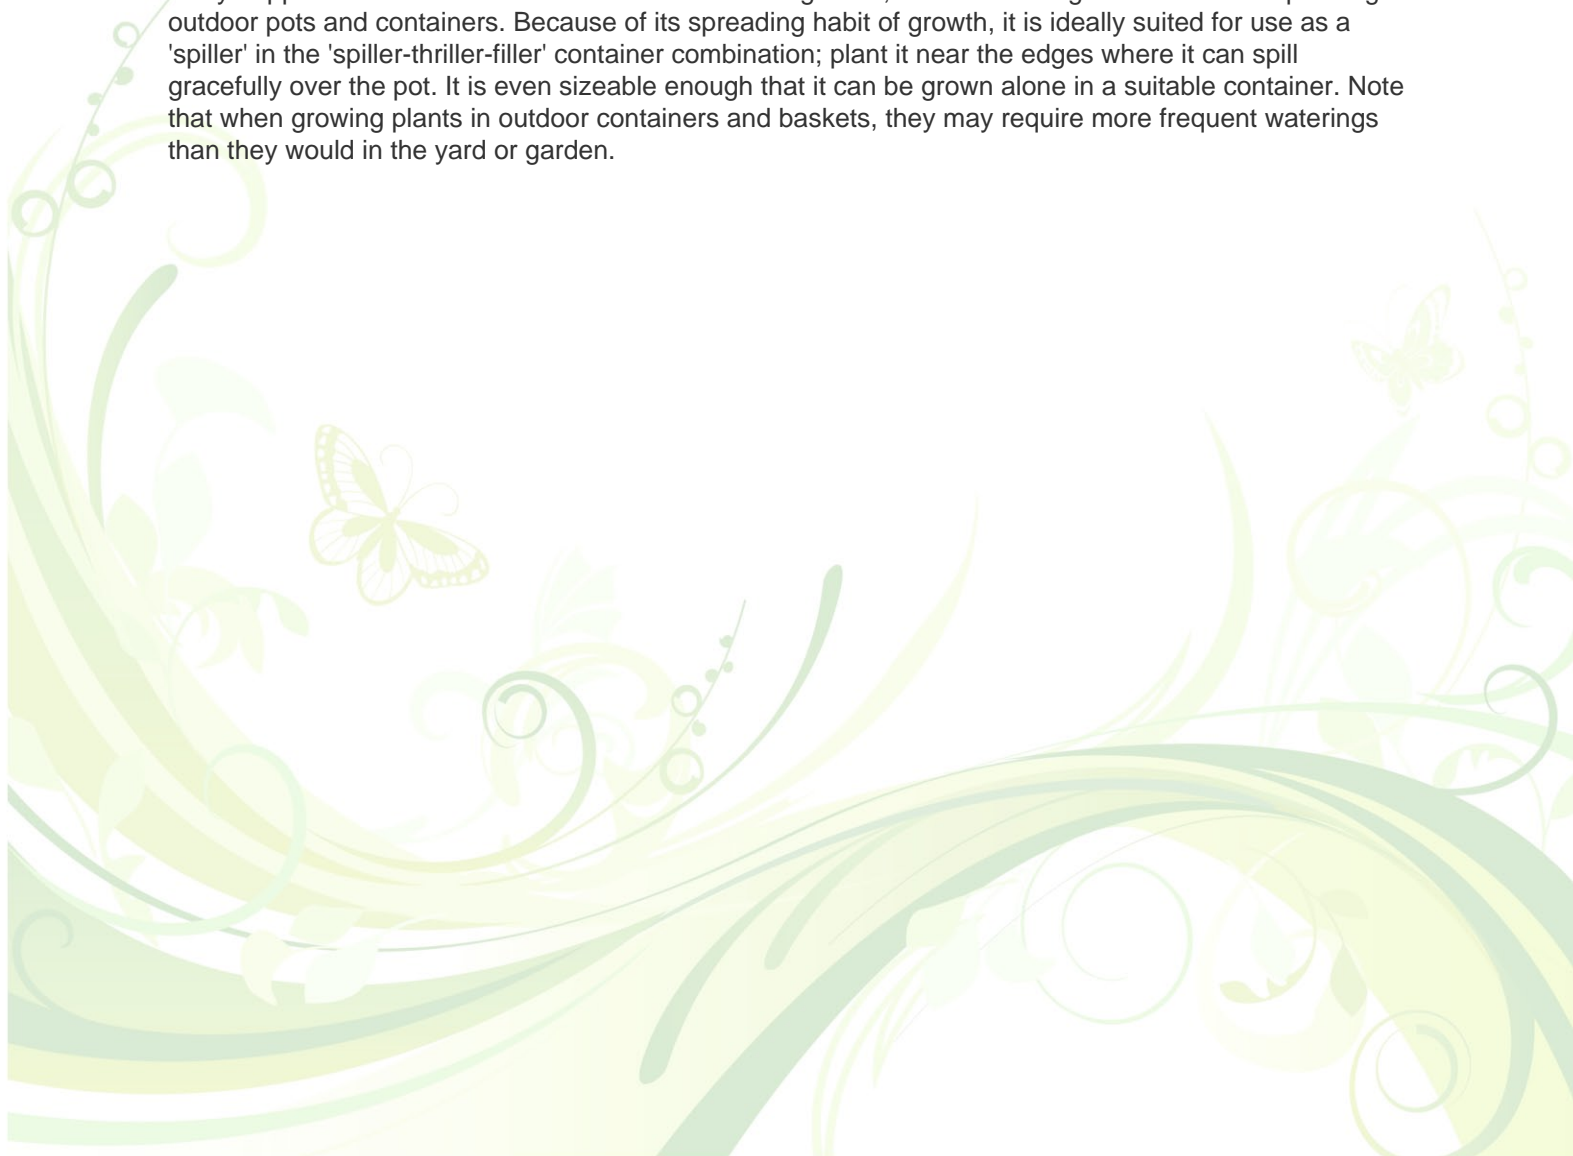 outdoor pots and containers. Because of its spreading habit of growth, it is ideally suited for use as a
'spiller' in the 'spiller-thriller-filler' container combination; plant it near the edges where it can spill
gracefully over the pot. It is even sizeable enough that it can be grown alone in a suitable container. Note
that when growing plants in outdoor containers and baskets, they may require more frequent waterings
than they would in the yard or garden.